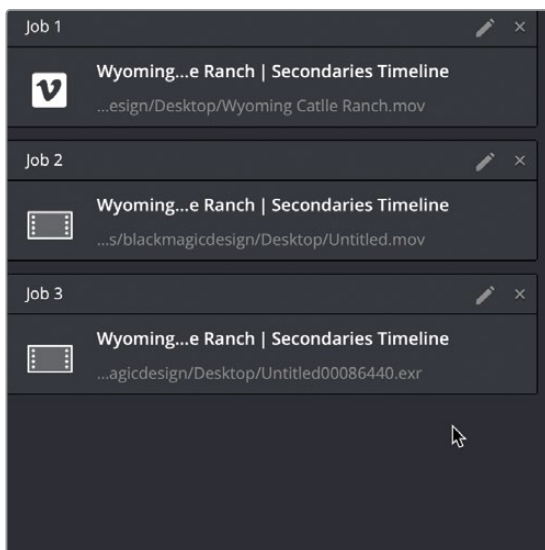 Job 1
Wyoming...e Ranch | Secondaries Timeline
...esign/Desktop/Wyoming Catlle Ranch.mov
Job 2
Wyoming...e Ranch | Secondaries Timeline
...s/blackmagicdesign/Desktop/Untitled.mov
Job 3
Wyoming...e Ranch | Secondaries Timeline
...agicdesign/Desktop/Untitled00086440.exr